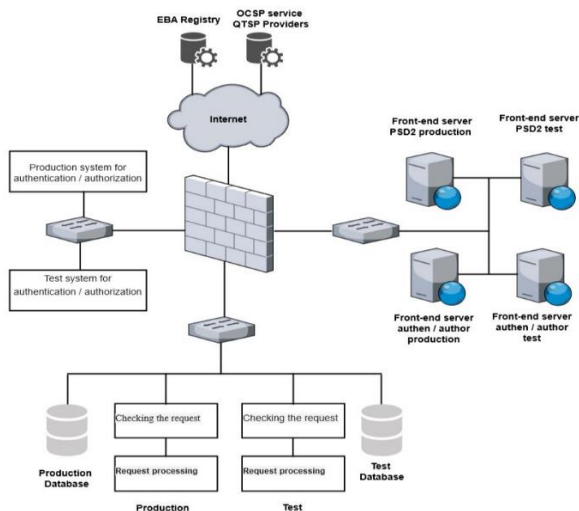 EBA Registry
OCSP service
QTSP Providers
Internet
Front-end server
PSD2 production
Front-end server
PSD2 test
Production system for
authentication / authorization
Test system for
authentication / authorization
Front-end server
authen / author
production
Front-end server
authen / author
test
Checking the request
Checking the request
Production
Database
Request processing
Request processing
Test
Database
Production
Test